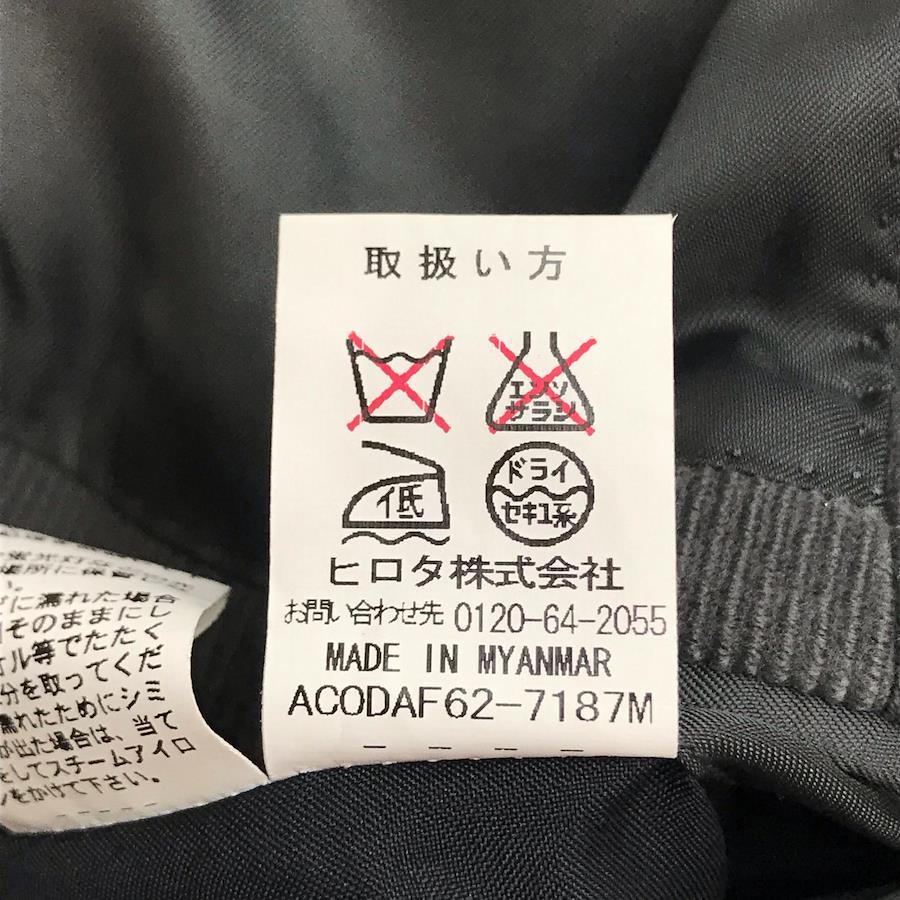 取扱い方
エンソ
サラシ
低
ドライ
セキユ系
ヒロタ株式会社
お問い合わせ先 0120-64-2055
MADE IN MYANMAR
ACODAF62-7187M
に濡れた場合
そのままにし
オル等でたたく
分を取ってくだ
濡れたためにシミ
が出た場合は、当て
をしてスチームアイロ
ンをかけて下さい。